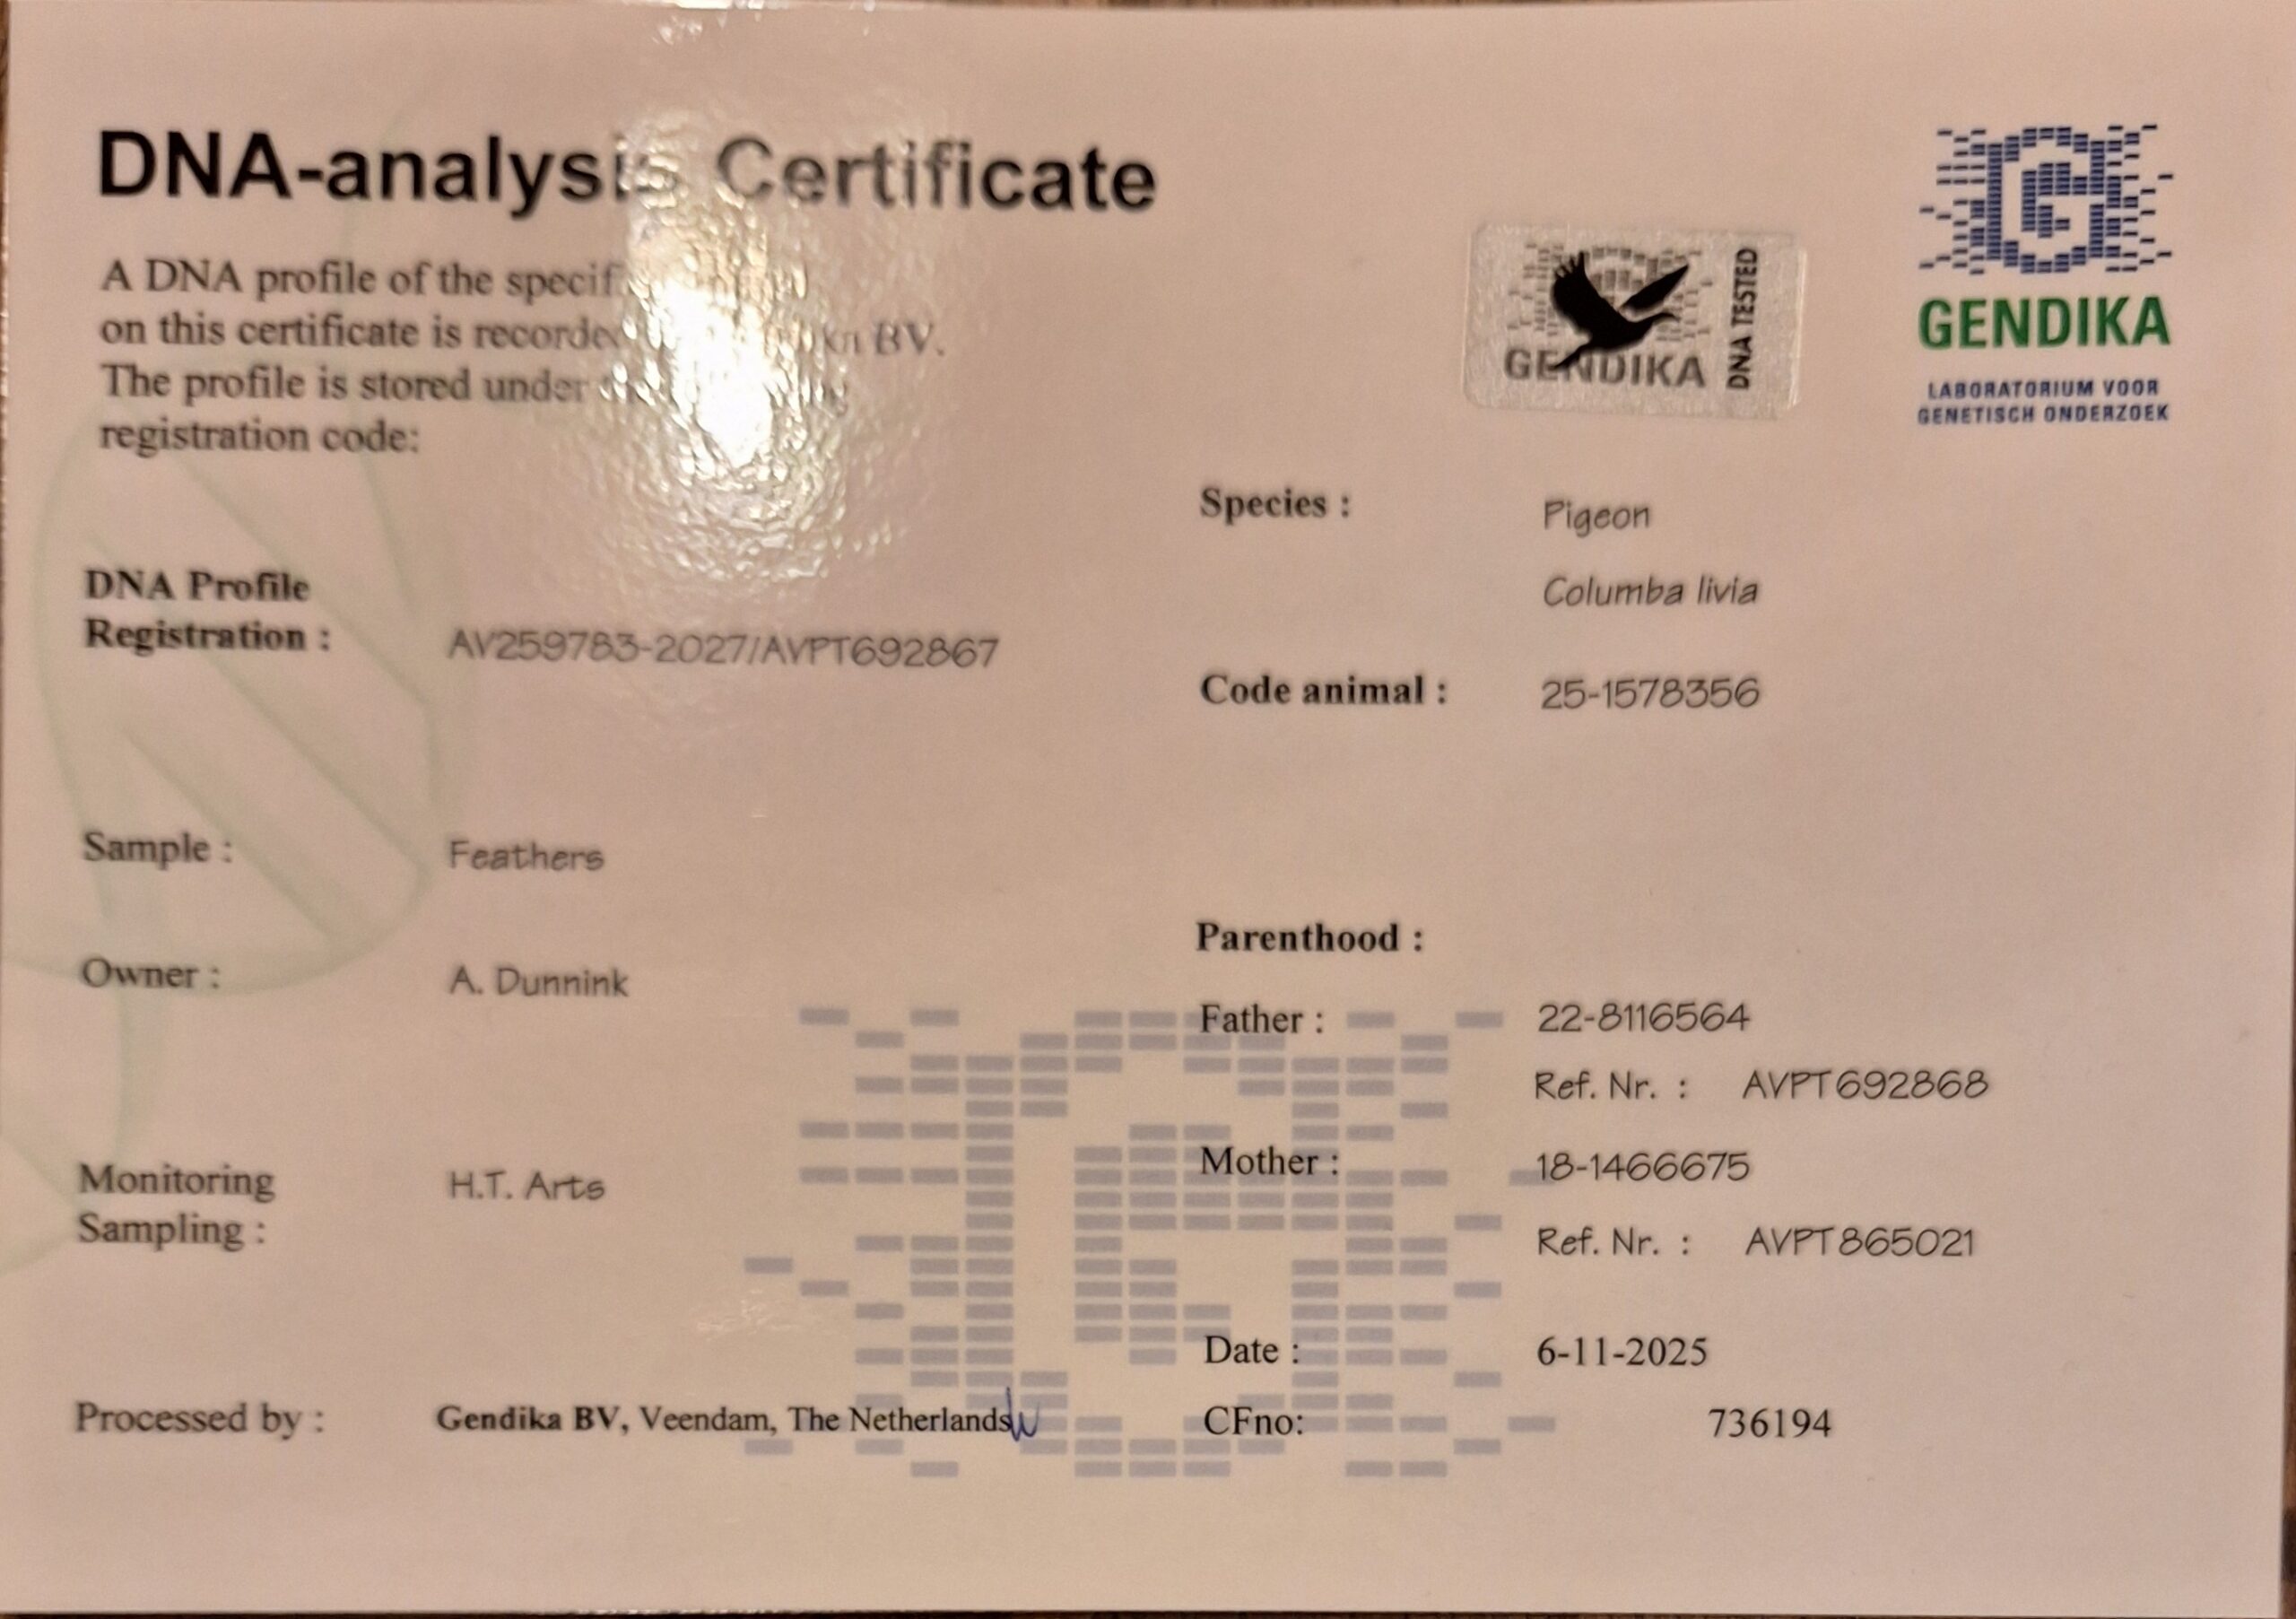 DNA-analysis Certificate
A DNA profile of the
on this certificate is BV.
The profile is stored under
registration code:
GENDIKA
DNA TESTED
GENDIKA
LABORATORIUM VOOR
GENETISCH ONDERZOEK
DNA Profile
Registration : AV259783-2027/AVPT692867
Sample : Feathers
Owner : A. Dunnink
Monitoring H.T. Arts
Sampling :
Processed by : Gendika BV, Veendam, The Netherlands
Species : Pigeon
Columba livia
Code animal : 25-1578356
Parenthood :
Father : 22-8116564
Ref. Nr. : AVPT692868
Mother : 18-1466675
Ref. Nr. : AVPT865021
Date : 6-11-2025
CFno: 736194